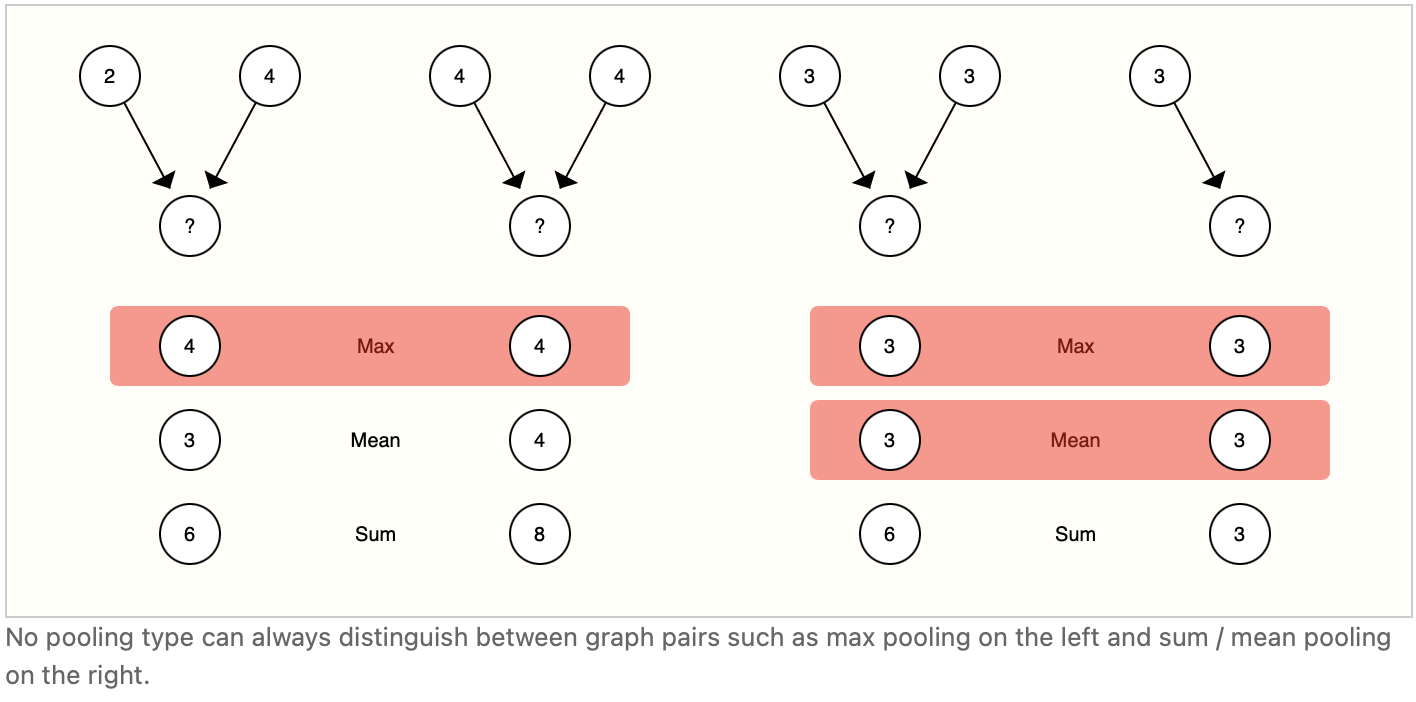 2 4 4 4 3 3 3
? ? ? ?
4 Max 4 3 Max 3
3 Mean 4 3 Mean 3
6 Sum 8 6 Sum 3
No pooling type can always distinguish between graph pairs such as max pooling on the left and sum / mean pooling
on the right.